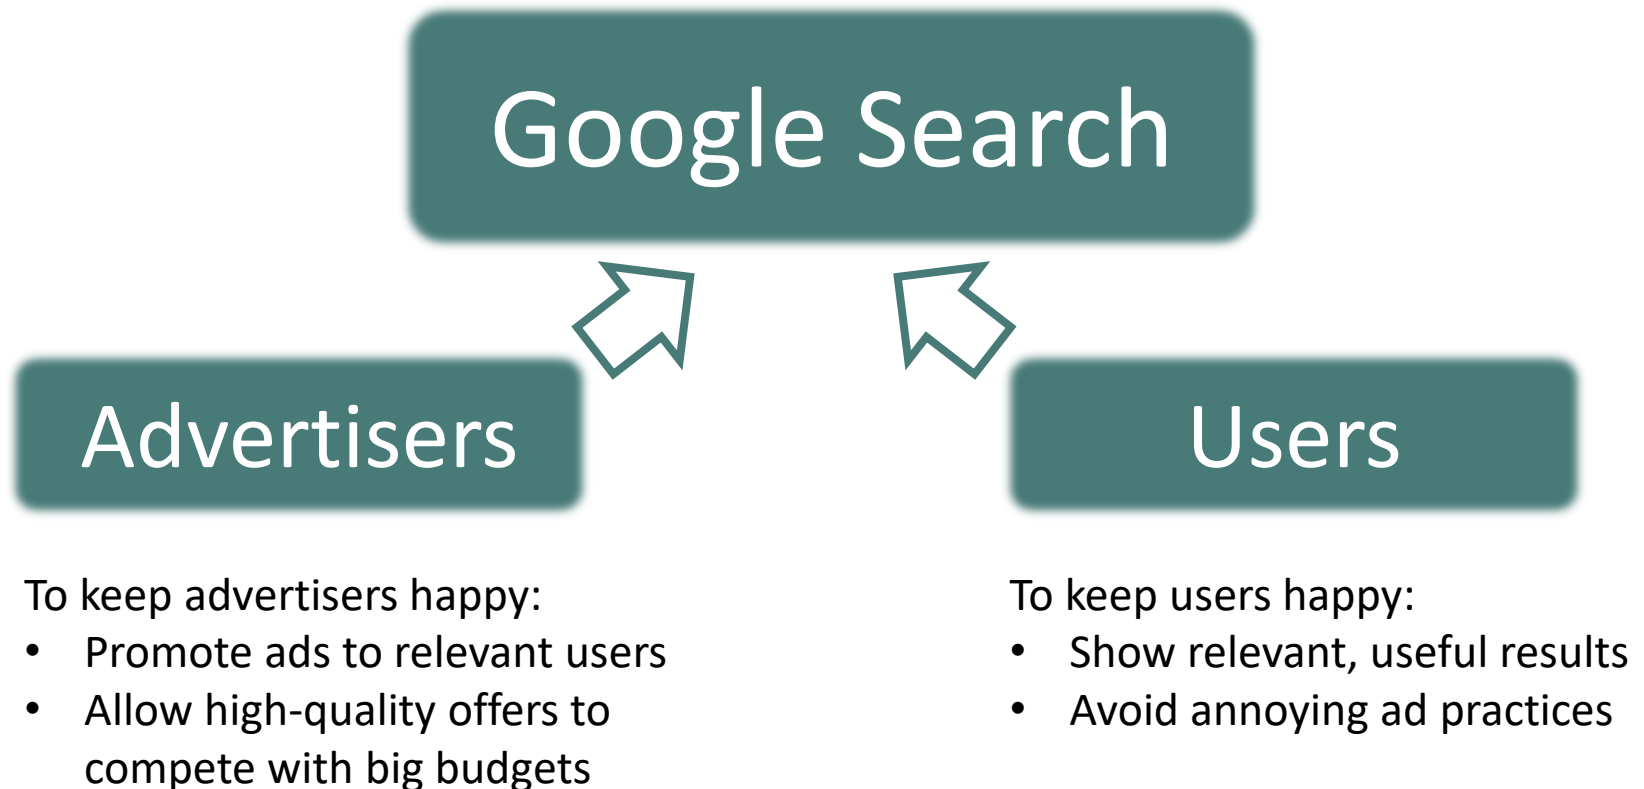 Google Search
Advertisers
Users
To keep advertisers happy:
• Promote ads to relevant users
• Allow high-quality offers to
compete with big budgets
To keep users happy:
• Show relevant, useful results
• Avoid annoying ad practices